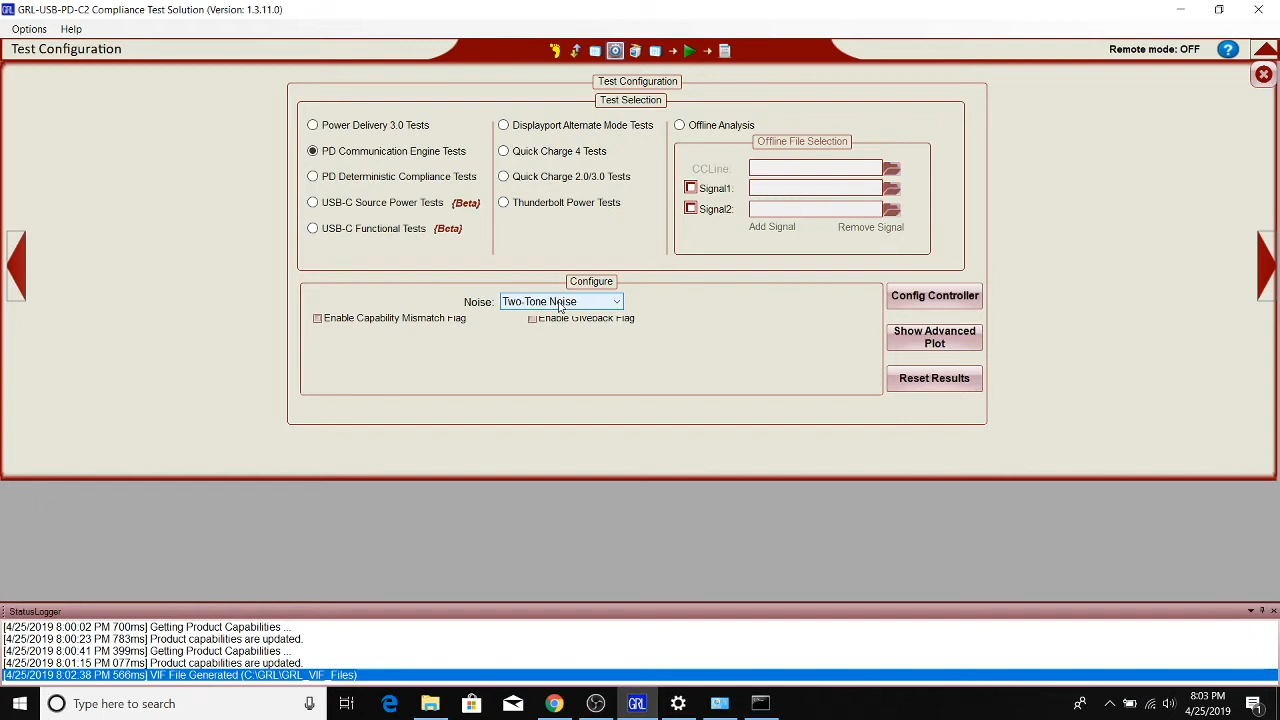 GRL GRL-USB-PD-C2 Compliance Test Solution (Version: 1.3.11.0)
Options Help
Test Configuration
Remote mode: OFF
?
Test Configuration
Test Selection
Power Delivery 3.0 Tests
PD Communication Engine Tests
PD Deterministic Compliance Tests
USB-C Source Power Tests {Beta}
USB-C Functional Tests {Beta}
Displayport Alternate Mode Tests
Quick Charge 4 Tests
Quick Charge 2.0/3.0 Tests
Thunderbolt Power Tests
Offline Analysis
Offline File Selection
CCLine:
Signal1:
Signal2:
Add Signal Remove Signal
Configure
Noise: Two-Tone Noise
Enable Capability Mismatch Flag Enable Giveback Flag
Config Controller
Show Advanced
Plot
Reset Results
StatusLogger
[4/25/2019 8:00:02 PM 700ms] Getting Product Capabilities ...
[4/25/2019 8:00:23 PM 783ms] Product capabilities are updated.
[4/25/2019 8:00:41 PM 399ms] Getting Product Capabilities ...
[4/25/2019 8:01:15 PM 077ms] Product capabilities are updated.
[4/25/2019 8:02:38 PM 566ms] VIF File Generated (C:\GRL\GRL_VIF_Files)
Type here to search
GRL
8:03 PM
4/25/2019
1